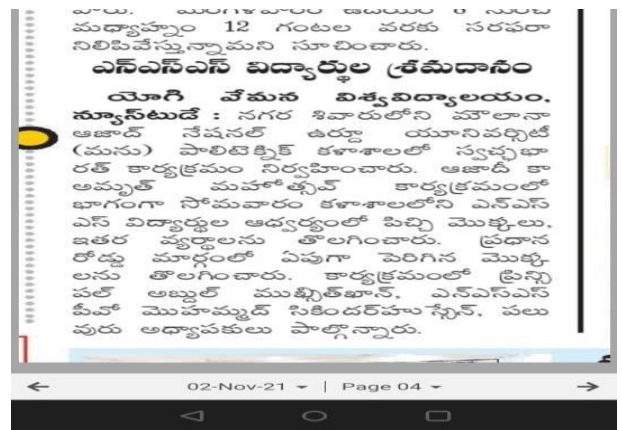 మధ్యాహ్నం 12 గంటల వరకు సరఫరా
నిలిపివేస్తున్నామని సూచించారు.
ఎన్ఎస్ఎస్ విద్యార్థుల శ్రమదానం
యోగి వేమన విశ్వవిద్యాలయం,
న్యూస్‌టుడే : నగర శివారులోని మౌలానా
ఆజాద్ నేషనల్ ఉర్దూ యూనివర్సిటీ
(మను) పాలిటెక్నిక్ కళాశాలలో స్వచ్ఛభా
రత్ కార్యక్రమం నిర్వహించారు. ఆజాదీ కా
అమృత్ మహోత్సవ్ కార్యక్రమంలో
భాగంగా సోమవారం కళాశాలలోని ఎన్ఎస్
ఎస్ విద్యార్థుల ఆధ్వర్యంలో పిచ్చి మొక్కలు,
ఇతర వ్యర్థాలను తొలగించారు. ప్రధాన
రోడ్డు మార్గంలో ఏపుగా పెరిగిన మొక్క
లను తొలగించారు. కార్యక్రమంలో ప్రిన్సి
పల్ అబ్దుల్ ముఖ్సిత్‌ఖాన్, ఎన్ఎస్ఎస్
పీవో మొహమ్మద్ సికిందర్‌హుస్సేన్, పలు
వురు అధ్యాపకులు పాల్గొన్నారు.
02-Nov-21 | Page 04